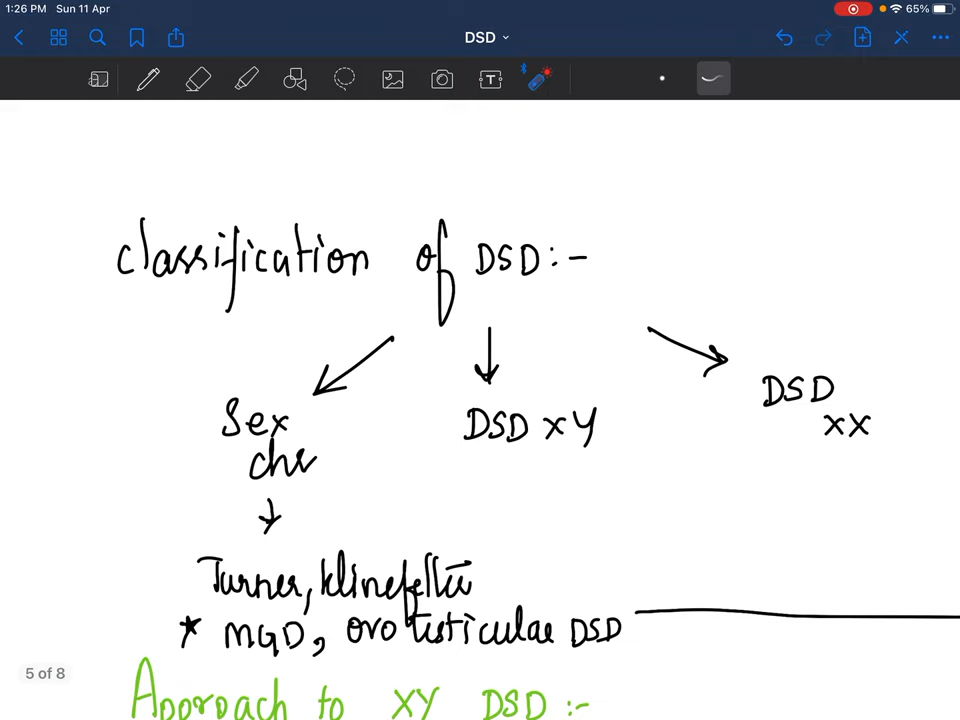 1:26 PM Sun 11 Apr 65%
DSD
T
classification of DSD:-
DSD
XX
Sex DSD XY
chr
Turner, klinefelter
* MGD, ovotesticular DSD
5 of 8
Approach to XY DSD :-